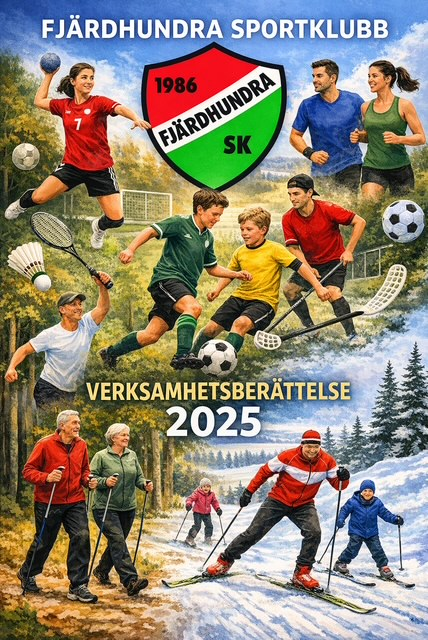 FJÄRDHUNDRA SPORTKLUBB
1986
FJÄRDHUNDRA
SK
7
VERKSAMHETSBERÄTTELSE
2025